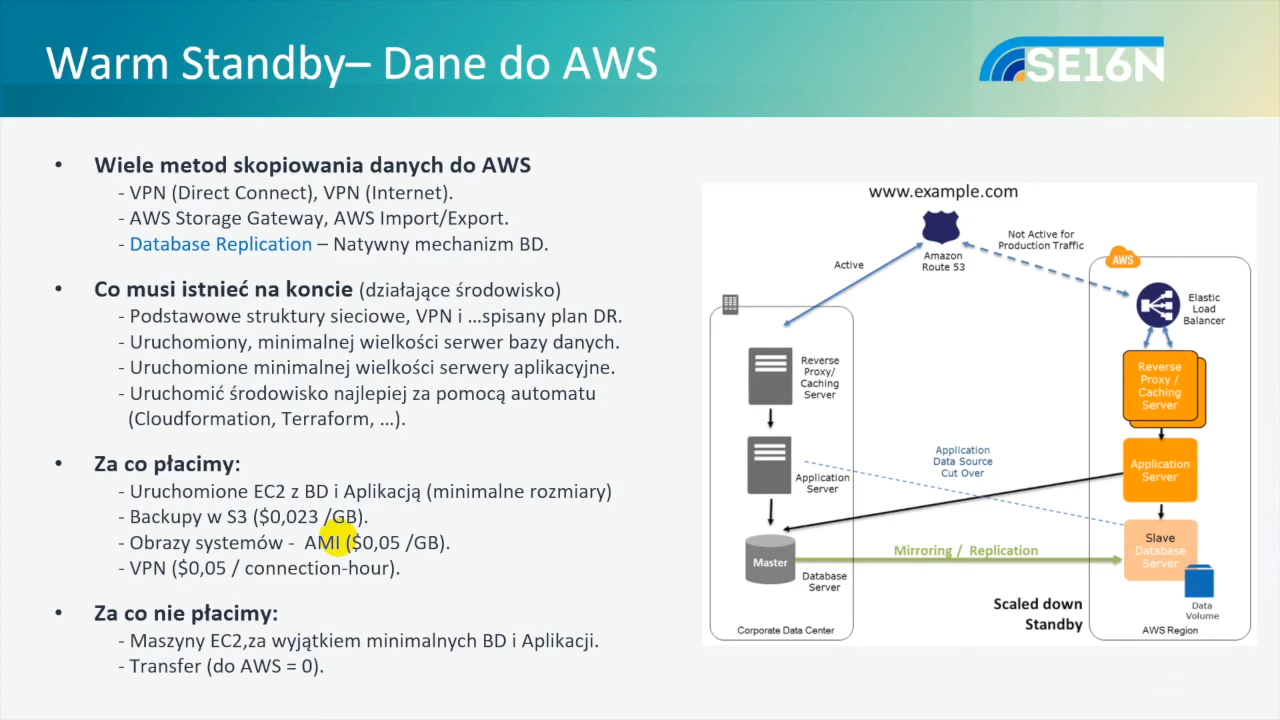 Warm Standby– Dane do AWS
SE16N
• Wiele metod skopiowania danych do AWS
- VPN (Direct Connect), VPN (Internet).
- AWS Storage Gateway, AWS Import/Export.
- Database Replication – Natywny mechanizm BD.
• Co musi istnieć na koncie (działające środowisko)
- Podstawowe struktury sieciowe, VPN i ...spisany plan DR.
- Uruchomiony, minimalnej wielkości serwer bazy danych.
- Uruchomione minimalnej wielkości serwery aplikacyjne.
- Uruchomić środowisko najlepiej za pomocą automatu
(Cloudformation, Terraform, ...).
• Za co płacimy:
- Uruchomione EC2 z BD i Aplikacją (minimalne rozmiary)
- Backupy w S3 ($0,023 /GB).
- Obrazy systemów - AMI ($0,05 /GB).
- VPN ($0,05 / connection-hour).
• Za co nie płacimy:
- Maszyny EC2,za wyjątkiem minimalnych BD i Aplikacji.
- Transfer (do AWS = 0).
www.example.com
Amazon
Route 53
Active
Not Active for
Production Traffic
AWS
Elastic
Load
Balancer
Reverse
Proxy/
Caching
Server
Reverse
Proxy /
Caching
Server
Application
Server
Application
Data Source
Cut Over
Application
Server
Master
Database
Server
Mirroring / Replication
Slave
Database
Server
Data
Volume
Scaled down
Standby
Corporate Data Center
AWS Region